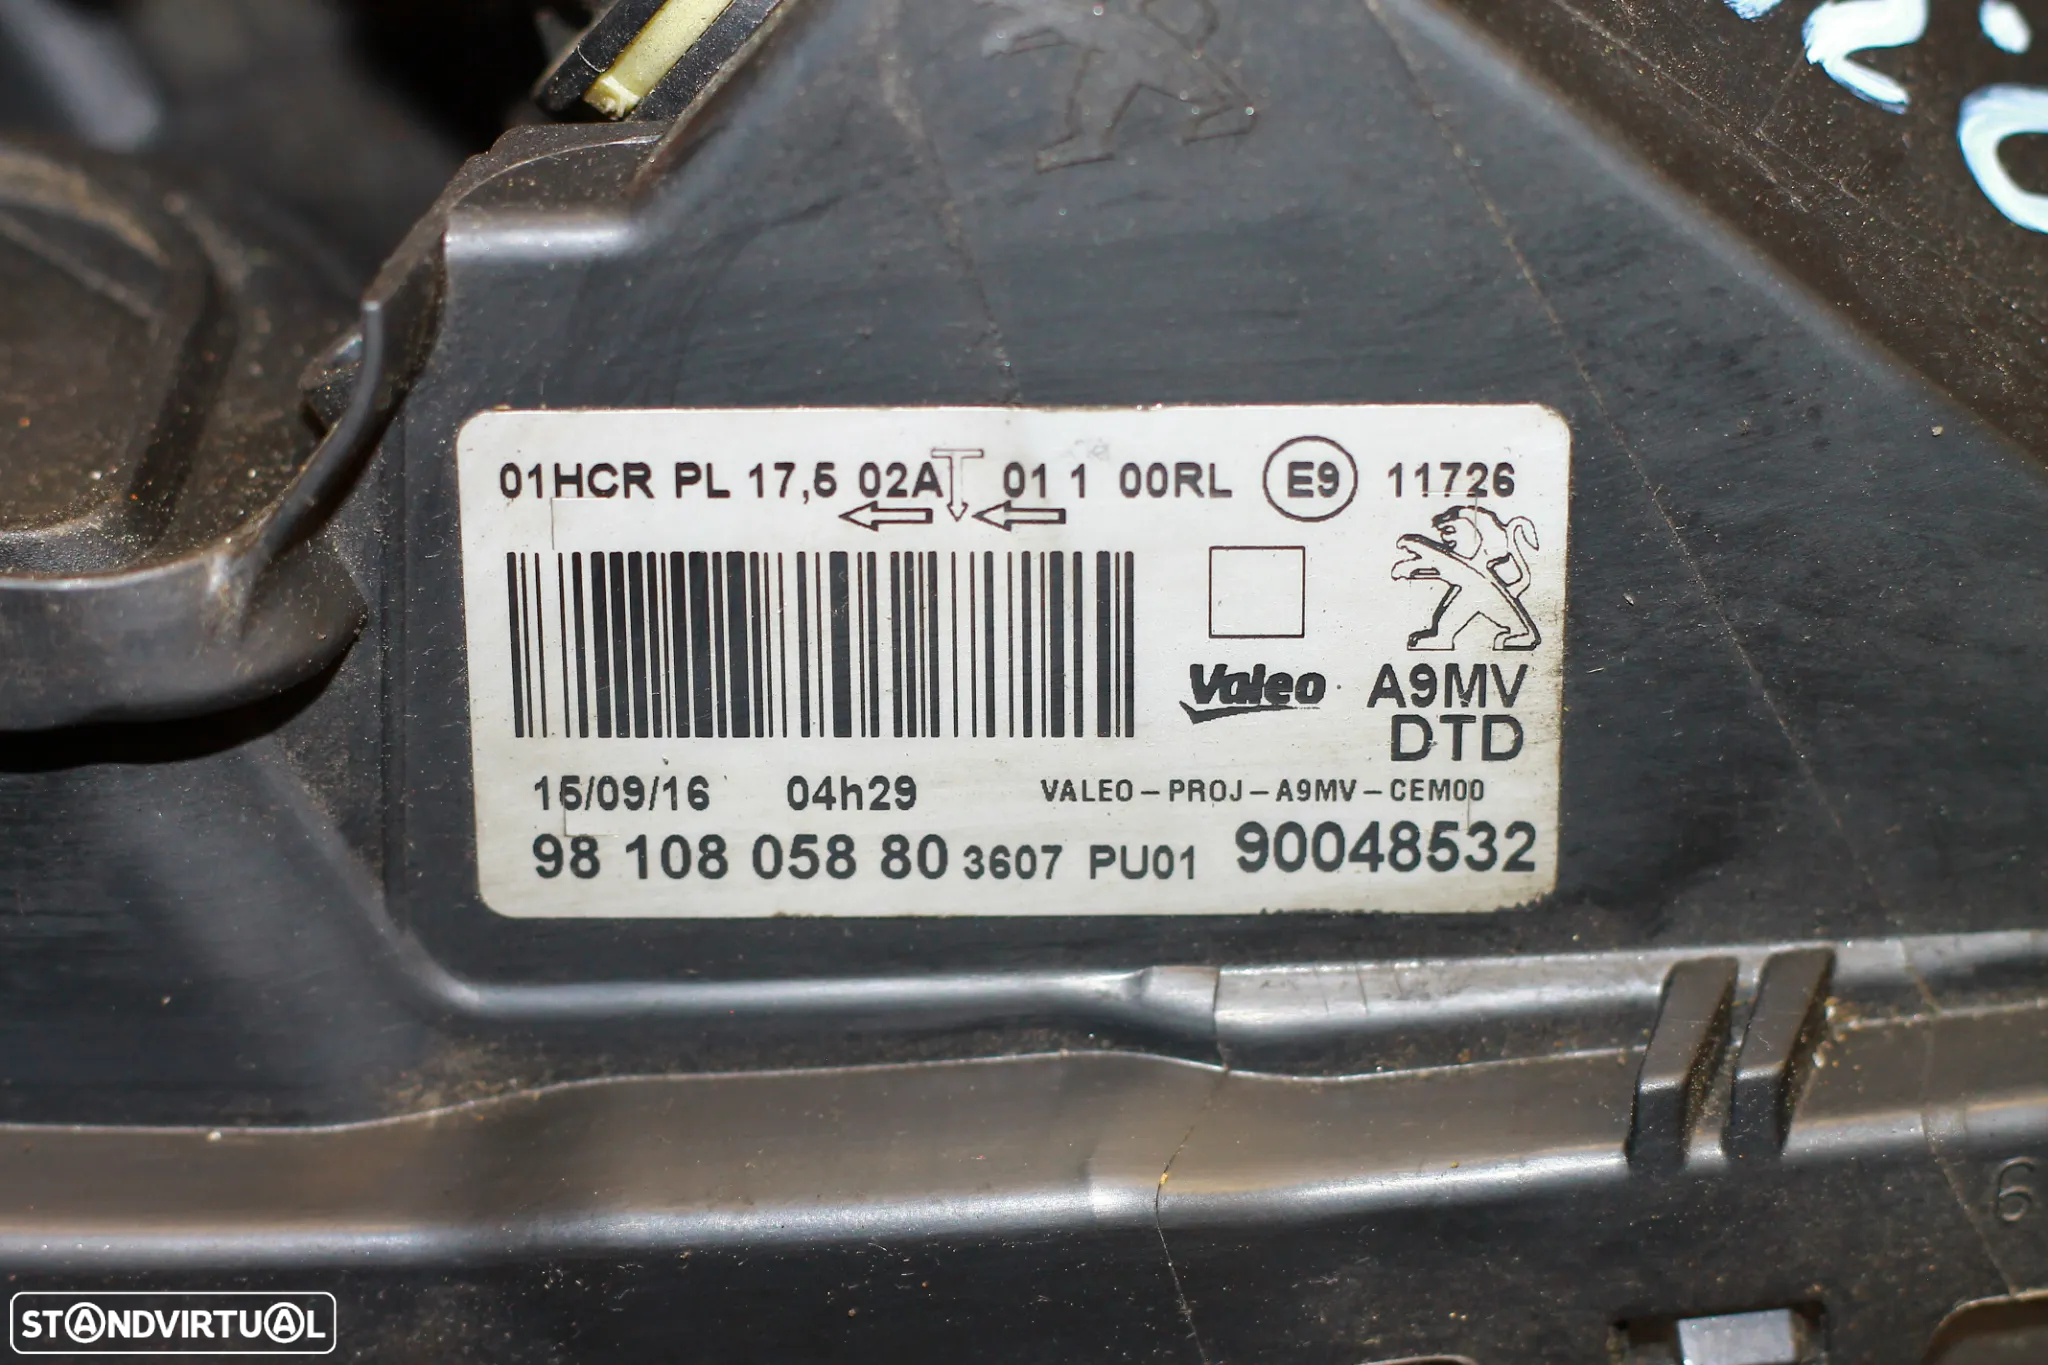 01HCR PL 17,5 02A 01 1 00RL E9 11726
Valeo A9MV
DTD
15/09/16 04h29 VALEO-PROJ-A9MV-CEM00
98 108 058 80 3607 PU01 90048532
6
STANDVIRTUAL